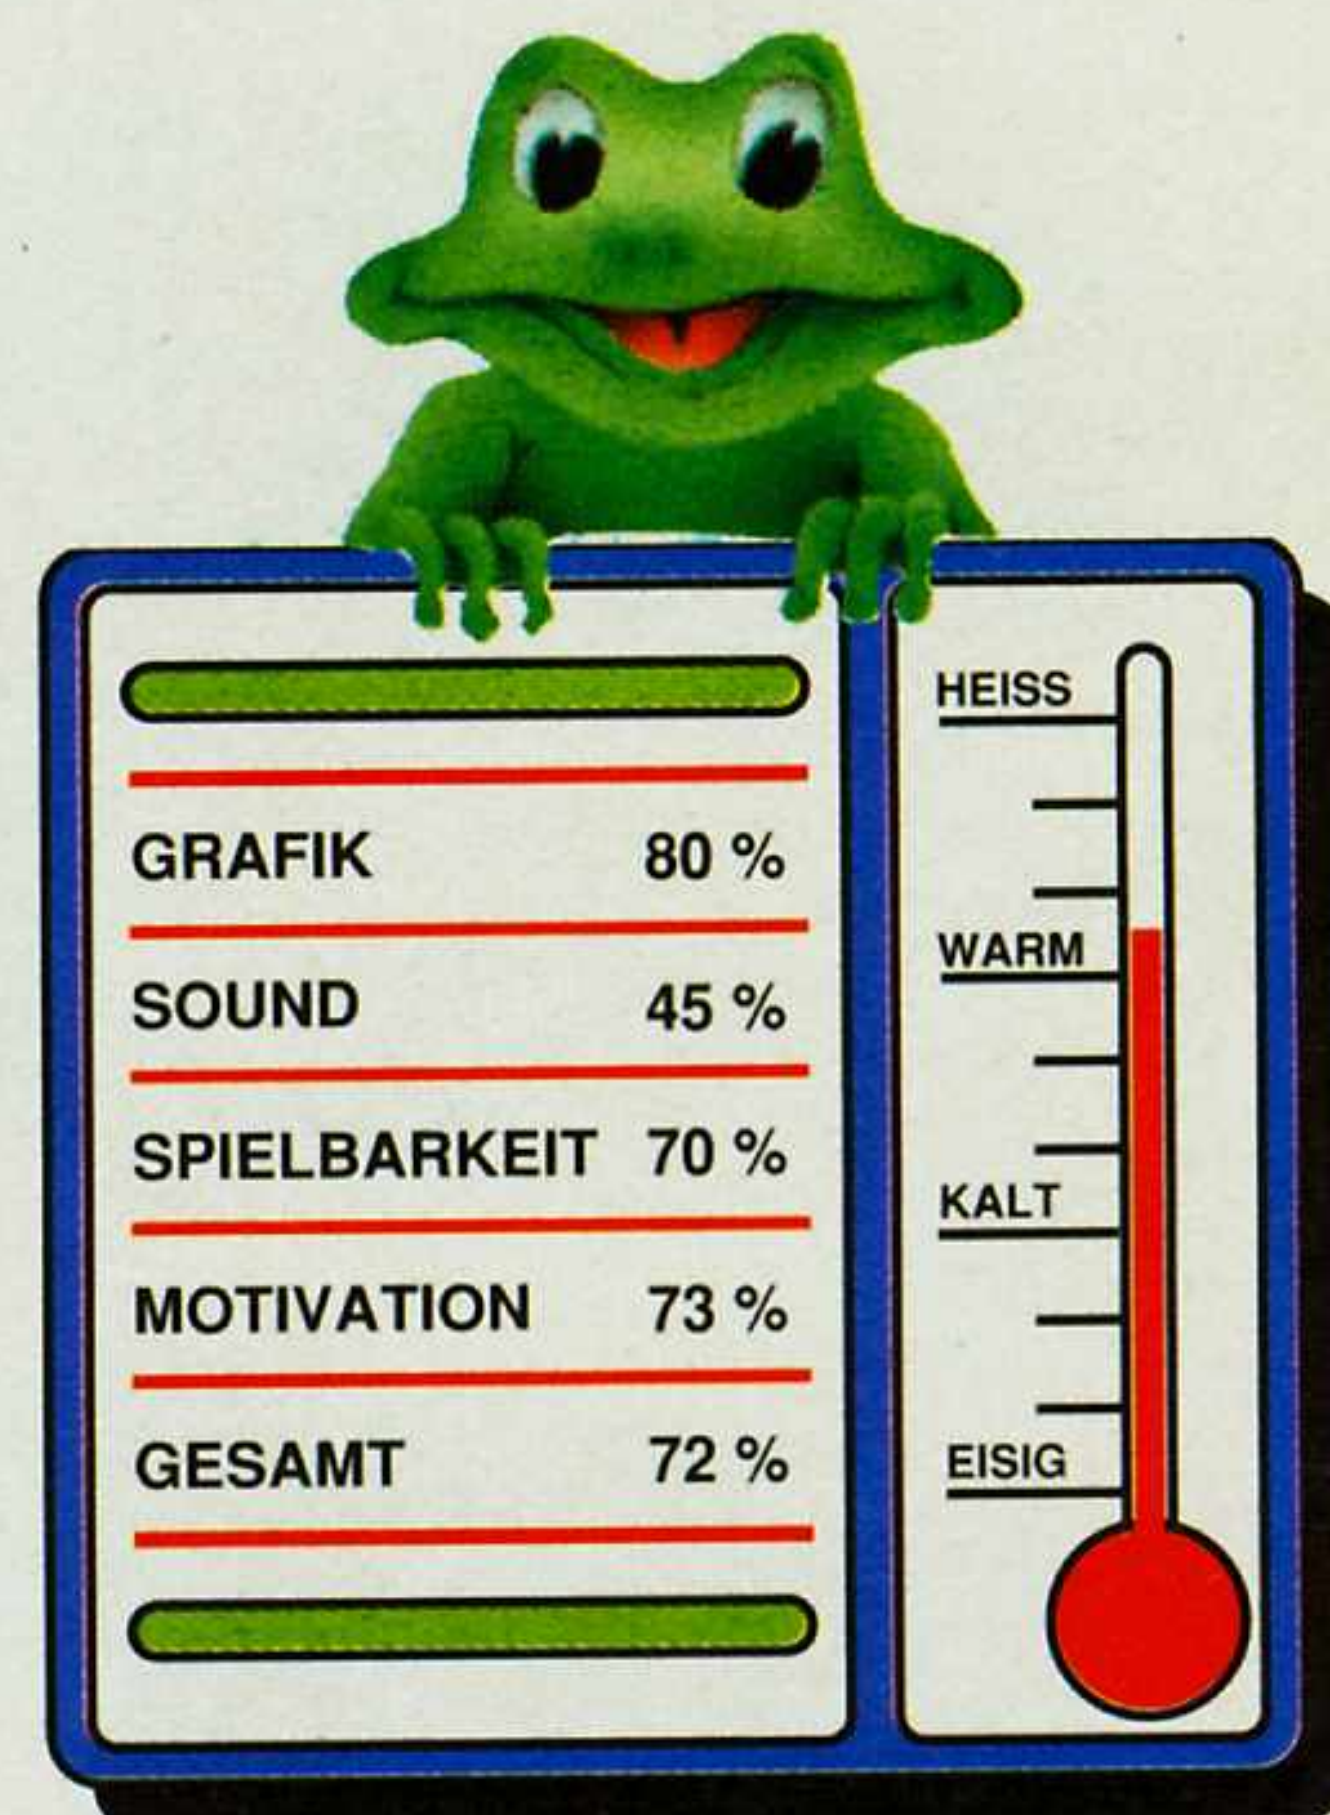 GRAFIK 80 %
SOUND 45 %
SPIELBARKEIT 70 %
MOTIVATION 73 %
GESAMT 72 %
HEISS
WARM
KALT
EISIG